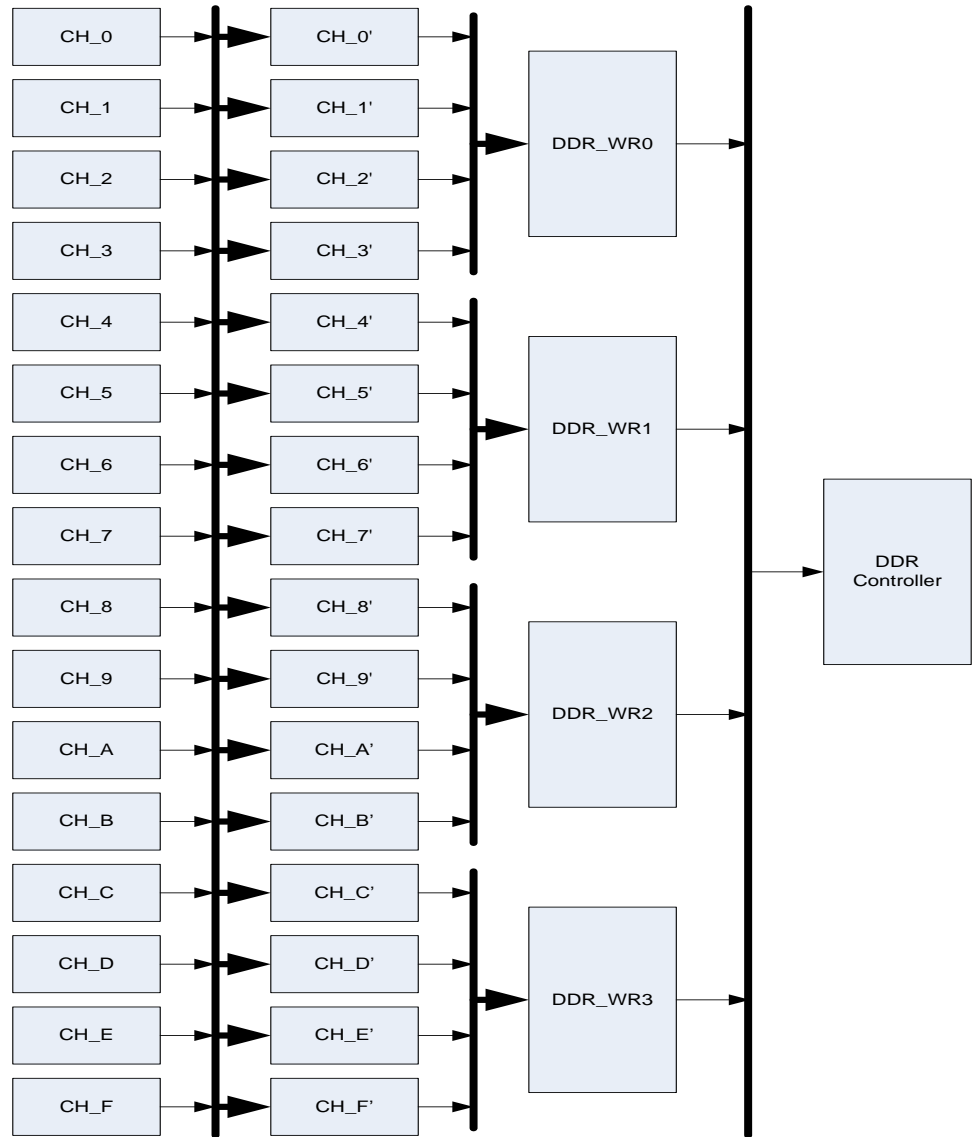 CH_0
CH_0'
CH_1
CH_1'
DDR_WR0
CH_2
CH_2'
CH_3
CH_3'
CH_4
CH_4'
CH_5
CH_5'
DDR_WR1
CH_6
CH_6'
CH_7
CH_7'
DDR
Controller
CH_8
CH_8'
CH_9
CH_9'
DDR_WR2
CH_A
CH_A’
CH_B
CH_B’
CH_C
CH_C’
CH_D
CH_D’
DDR_WR3
CH_E
CH_E’
CH_F
CH_F’